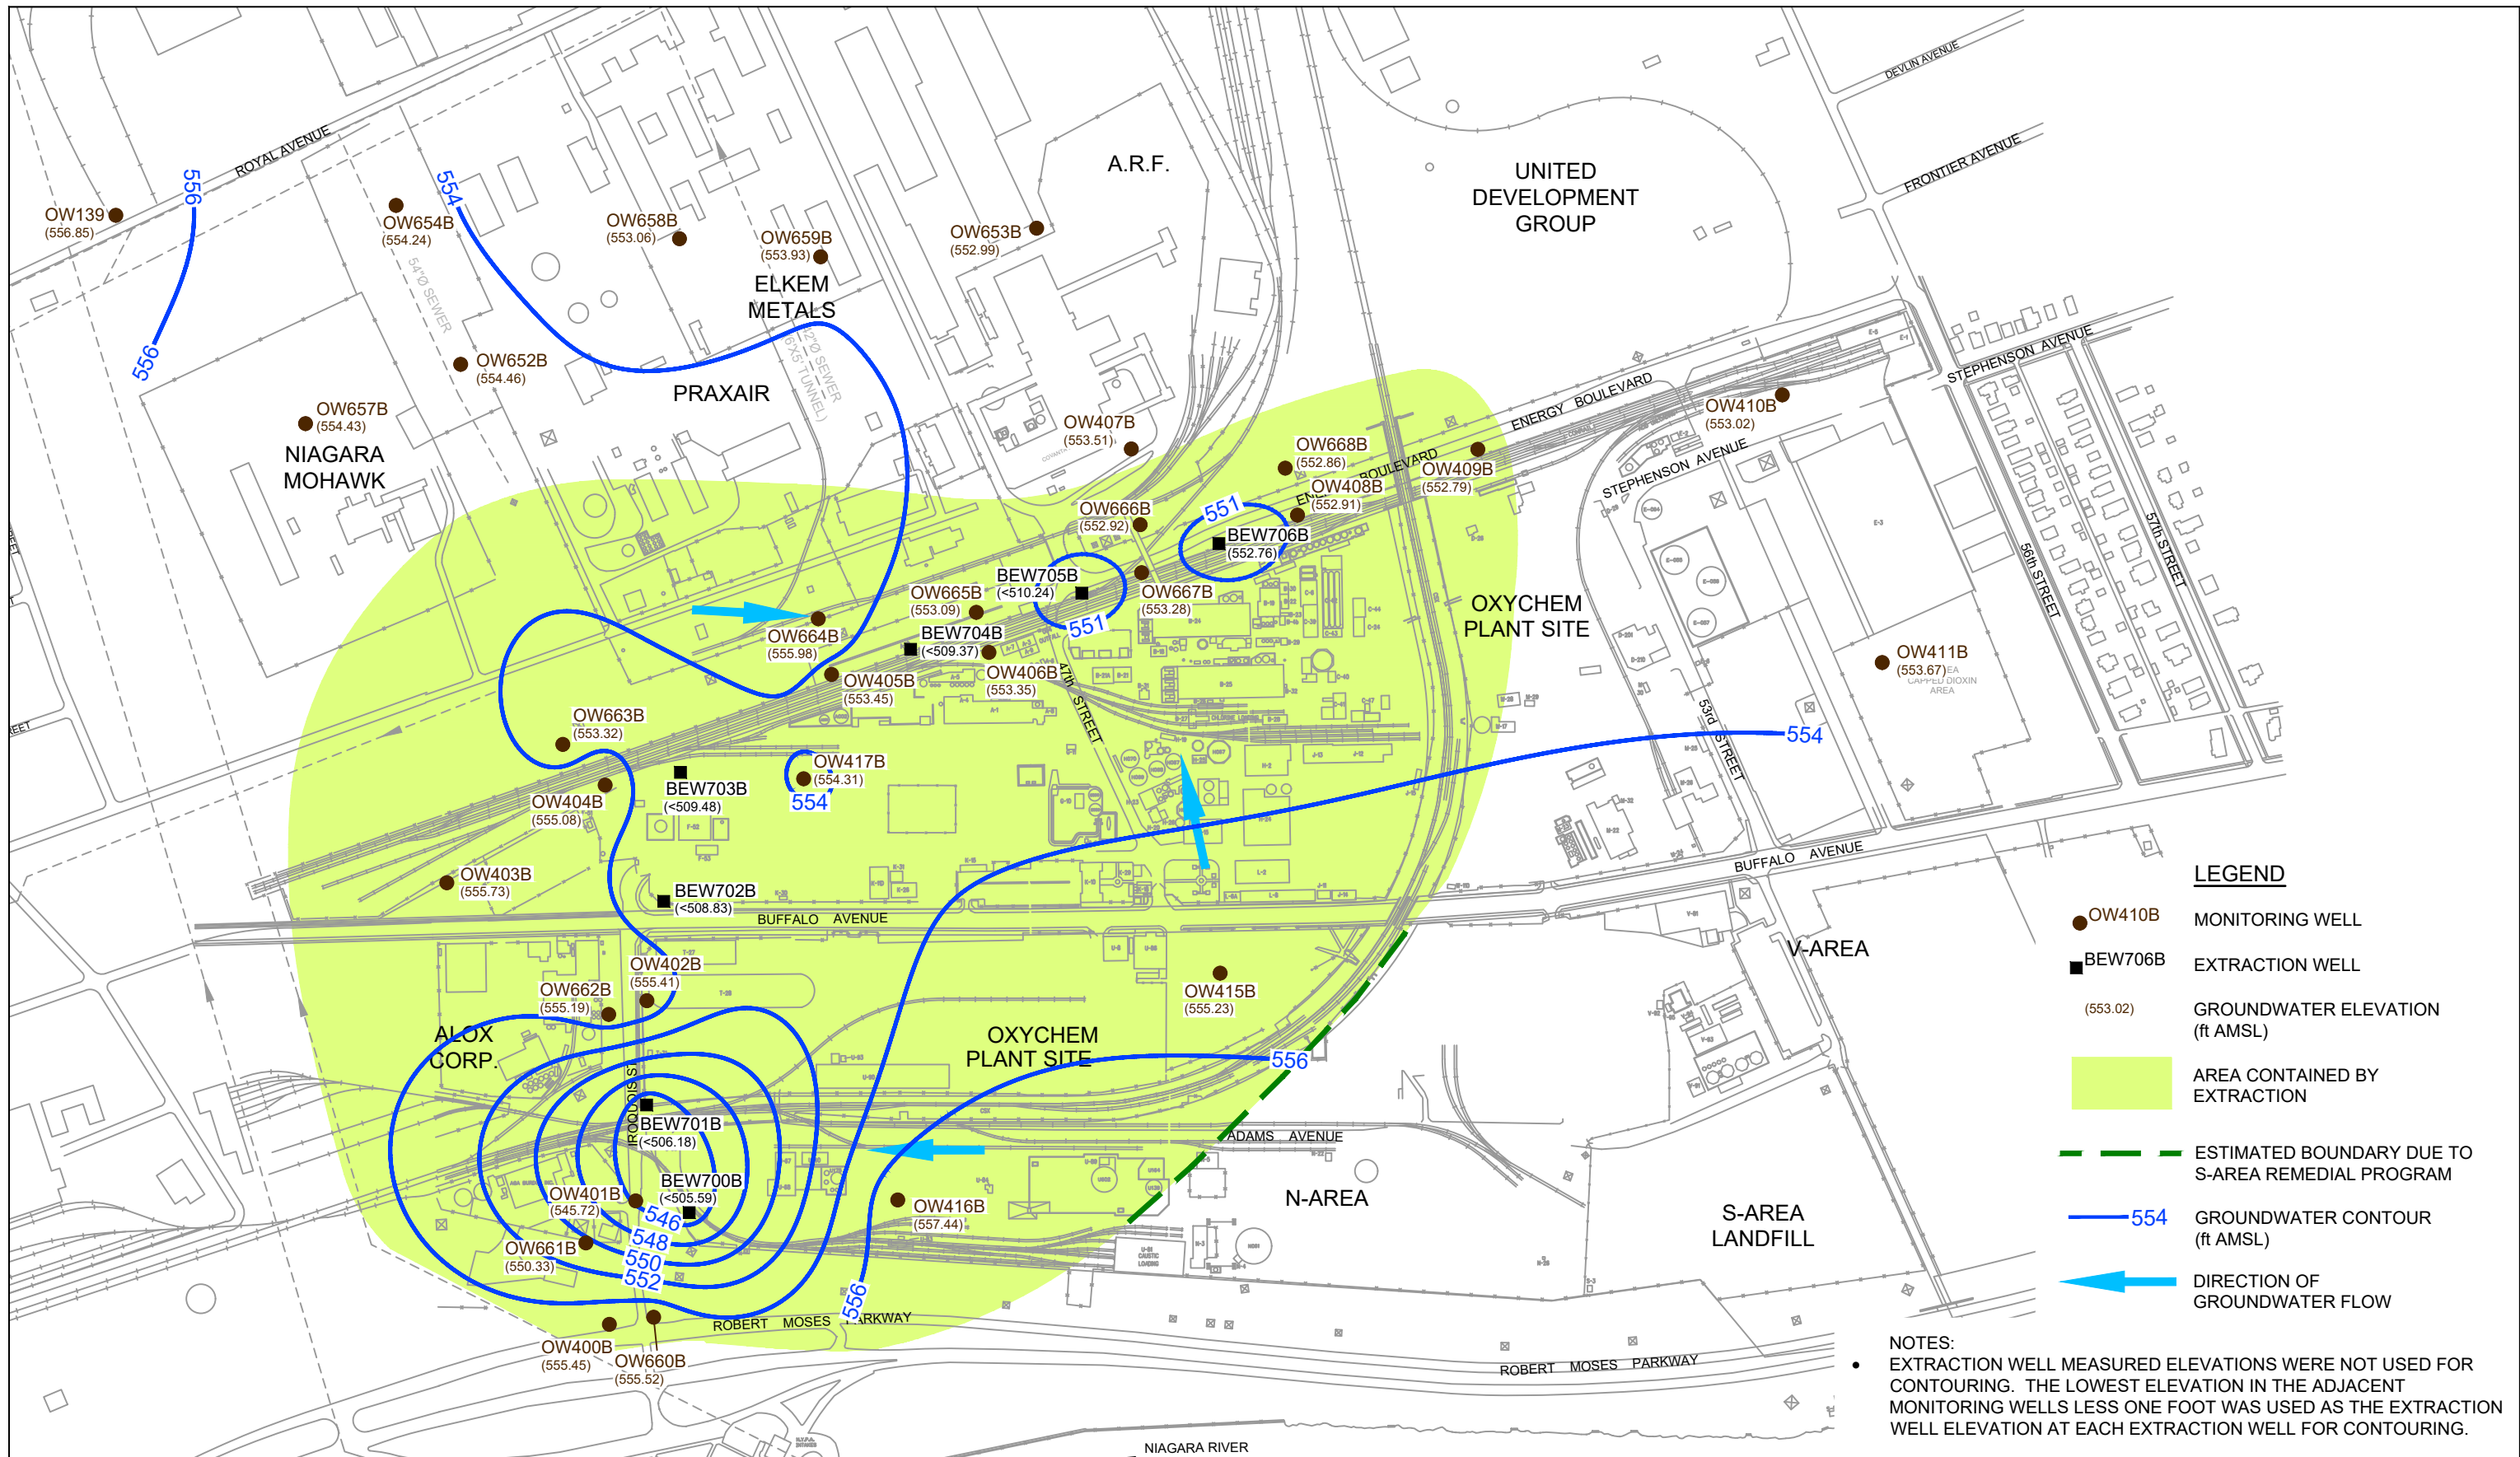 DEVLIN AVENUE
ROYAL AVENUE
FRONTIER AVENUE
A.R.F.
UNITED
DEVELOPMENT
GROUP
556
554
OW139
(556.85)
OW654B
(554.24)
OW658B
(553.06)
OW659B
(553.93)
OW653B
(552.99)
54"Ø SEWER
ELKEM
METALS
42"Ø SEWER
6'X5' TUNNEL)
556
OW652B
(554.46)
PRAXAIR
OW657B
(554.43)
NIAGARA
MOHAWK
OW407B
(553.51)
STEPHENSON AVENUE
ENERGY BOULEVARD
OW410B
(553.02)
OW668B
(552.86)
BOULEVARD
OW409B
(552.79)
STEPHENSON AVENUE
OW408B
(552.91)
551
OW666B
(552.92)
BEW706B
(552.76)
57th STREET
56th STREET
BEW705B
(<510.24)
OW667B
(553.28)
551
OW665B
(553.09)
OXYCHEM
PLANT SITE
OW664B
(555.98)
BEW704B
(<509.37)
OW406B
(553.35)
OW405B
(553.45)
47th STREET
OW411B
(553.67)
CAPPED DIOXIN
AREA
53rd STREET
OW663B
(553.32)
554
OW417B
(554.31)
554
BEW703B
(<509.48)
OW404B
(555.08)
OW403B
(555.73)
BEW702B
(<508.83)
BUFFALO AVENUE
BUFFALO AVENUE
V-AREA
OW402B
(555.41)
OW662B
(555.19)
OW415B
(555.23)
ALOX
CORP.
OXYCHEM
PLANT SITE
556
IROQUOIS ST
BEW701B
(<506.18)
ADAMS AVENUE
BEW700B
(<505.59)
OW401B
(545.72)
546
548
550
552
OW661B
(550.33)
OW416B
(557.44)
N-AREA
S-AREA
LANDFILL
U-91
CAUSTIC
LOADING
556
ROBERT MOSES PARKWAY
OW400B
(555.45)
OW660B
(555.52)
ROBERT MOSES PARKWAY
NIAGARA RIVER
LEGEND
OW410B MONITORING WELL
BEW706B EXTRACTION WELL
(553.02) GROUNDWATER ELEVATION
(ft AMSL)
AREA CONTAINED BY
EXTRACTION
ESTIMATED BOUNDARY DUE TO
S-AREA REMEDIAL PROGRAM
554 GROUNDWATER CONTOUR
(ft AMSL)
DIRECTION OF
GROUNDWATER FLOW
NOTES:
• EXTRACTION WELL MEASURED ELEVATIONS WERE NOT USED FOR
CONTOURING. THE LOWEST ELEVATION IN THE ADJACENT
MONITORING WELLS LESS ONE FOOT WAS USED AS THE EXTRACTION
WELL ELEVATION AT EACH EXTRACTION WELL FOR CONTOURING.